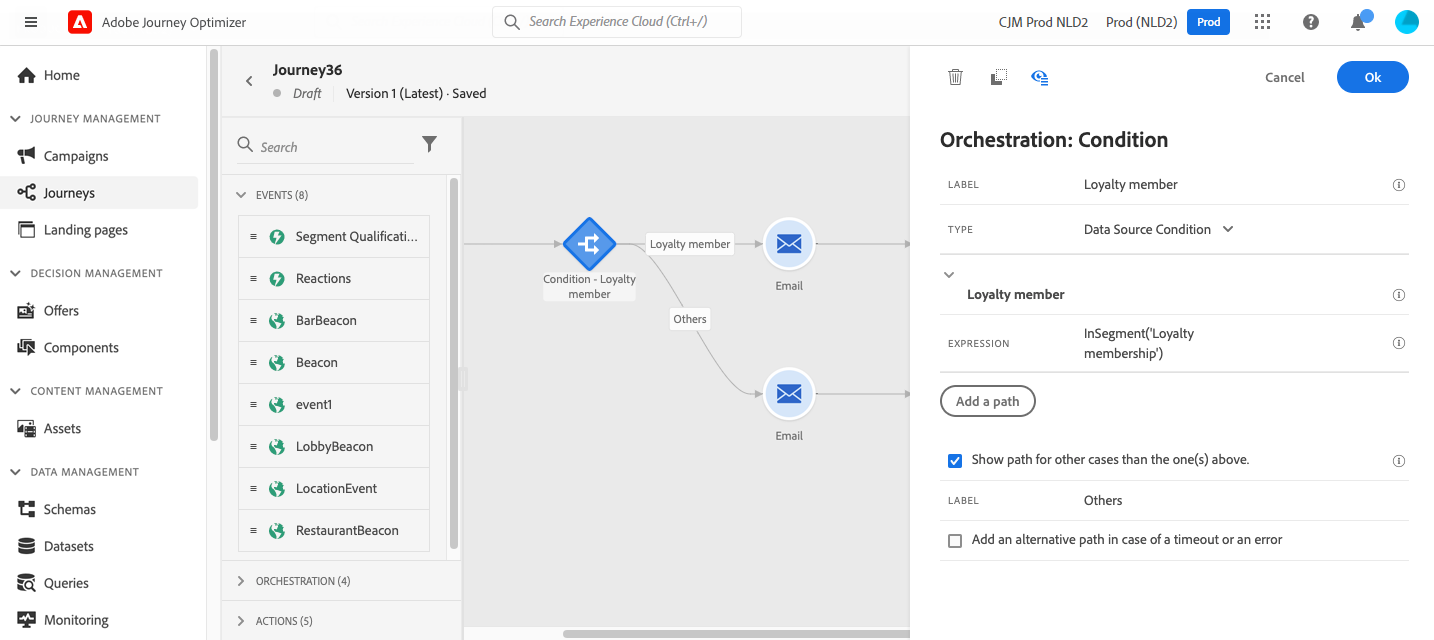 Adobe Journey Optimizer
Search Experience Cloud (Ctrl+/)
CJM Prod NLD2
Prod (NLD2)
Prod
Home
JOURNEY MANAGEMENT
Campaigns
Journeys
Landing pages
DECISION MANAGEMENT
Offers
Components
CONTENT MANAGEMENT
Assets
DATA MANAGEMENT
Schemas
Datasets
Queries
Monitoring
Journey36
Draft
Version 1 (Latest) · Saved
Search
EVENTS (8)
Segment Qualificati...
Reactions
BarBeacon
Beacon
event1
LobbyBeacon
LocationEvent
RestaurantBeacon
ORCHESTRATION (4)
ACTIONS (5)
Condition - Loyalty
member
Loyalty member
Others
Email
Email
Cancel
Ok
Orchestration: Condition
LABEL
Loyalty member
TYPE
Data Source Condition
Loyalty member
EXPRESSION
InSegment('Loyalty
membership')
Add a path
Show path for other cases than the one(s) above.
LABEL
Others
Add an alternative path in case of a timeout or an error